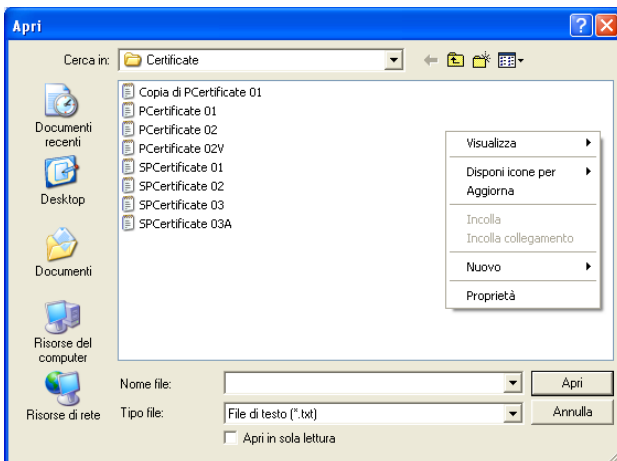 Apri
Cerca in: Certificate
Documenti recenti
Desktop
Documenti
Risorse del computer
Risorse di rete
Copia di PCertificate 01
PCertificate 01
PCertificate 02
PCertificate 02V
SPCertificate 01
SPCertificate 02
SPCertificate 03
SPCertificate 03A
Visualizza
Disponi icone per
Aggiorna
Incolla
Incolla collegamento
Nuovo
Proprietà
Nome file:
Apri
Tipo file: File di testo (*.txt)
Annulla
Apri in sola lettura